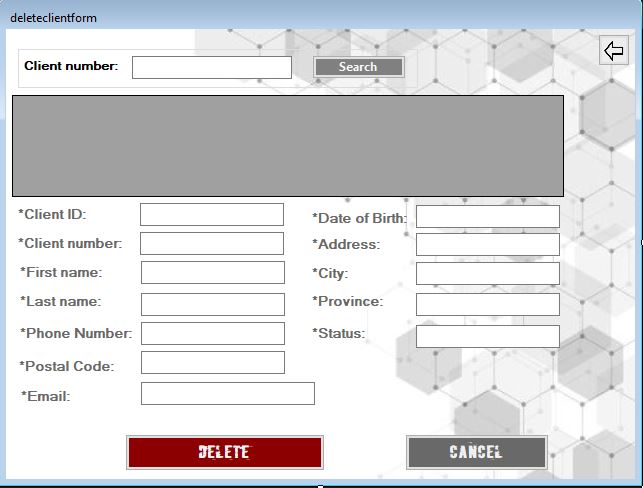 deleteclientform
Client number:
Search
*Client ID:
*Date of Birth:
*Client number:
*Address:
*First name:
*City:
*Last name:
*Province:
*Phone Number:
*Status:
*Postal Code:
*Email:
DELETE
CANCEL